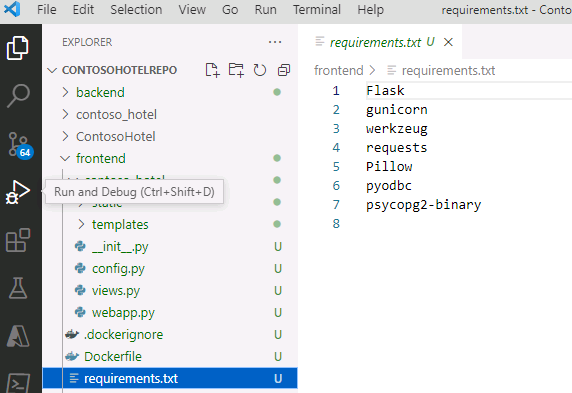 File Edit Selection View Go Run Terminal Help requirements.txt - Conto
EXPLORER ...
requirements.txt U
CONTOSOHOTELREPO
frontend > requirements.txt
backend
contoso_hotel
ContosoHotel
frontend
64
Run and Debug (Ctrl+Shift+D)
templates
__init__.py U
config.py U
views.py U
webapp.py U
.dockerignore U
Dockerfile U
requirements.txt U
1 Flask
2 gunicorn
3 werkzeug
4 requests
5 Pillow
6 pyodbc
7 psycopg2-binary
8